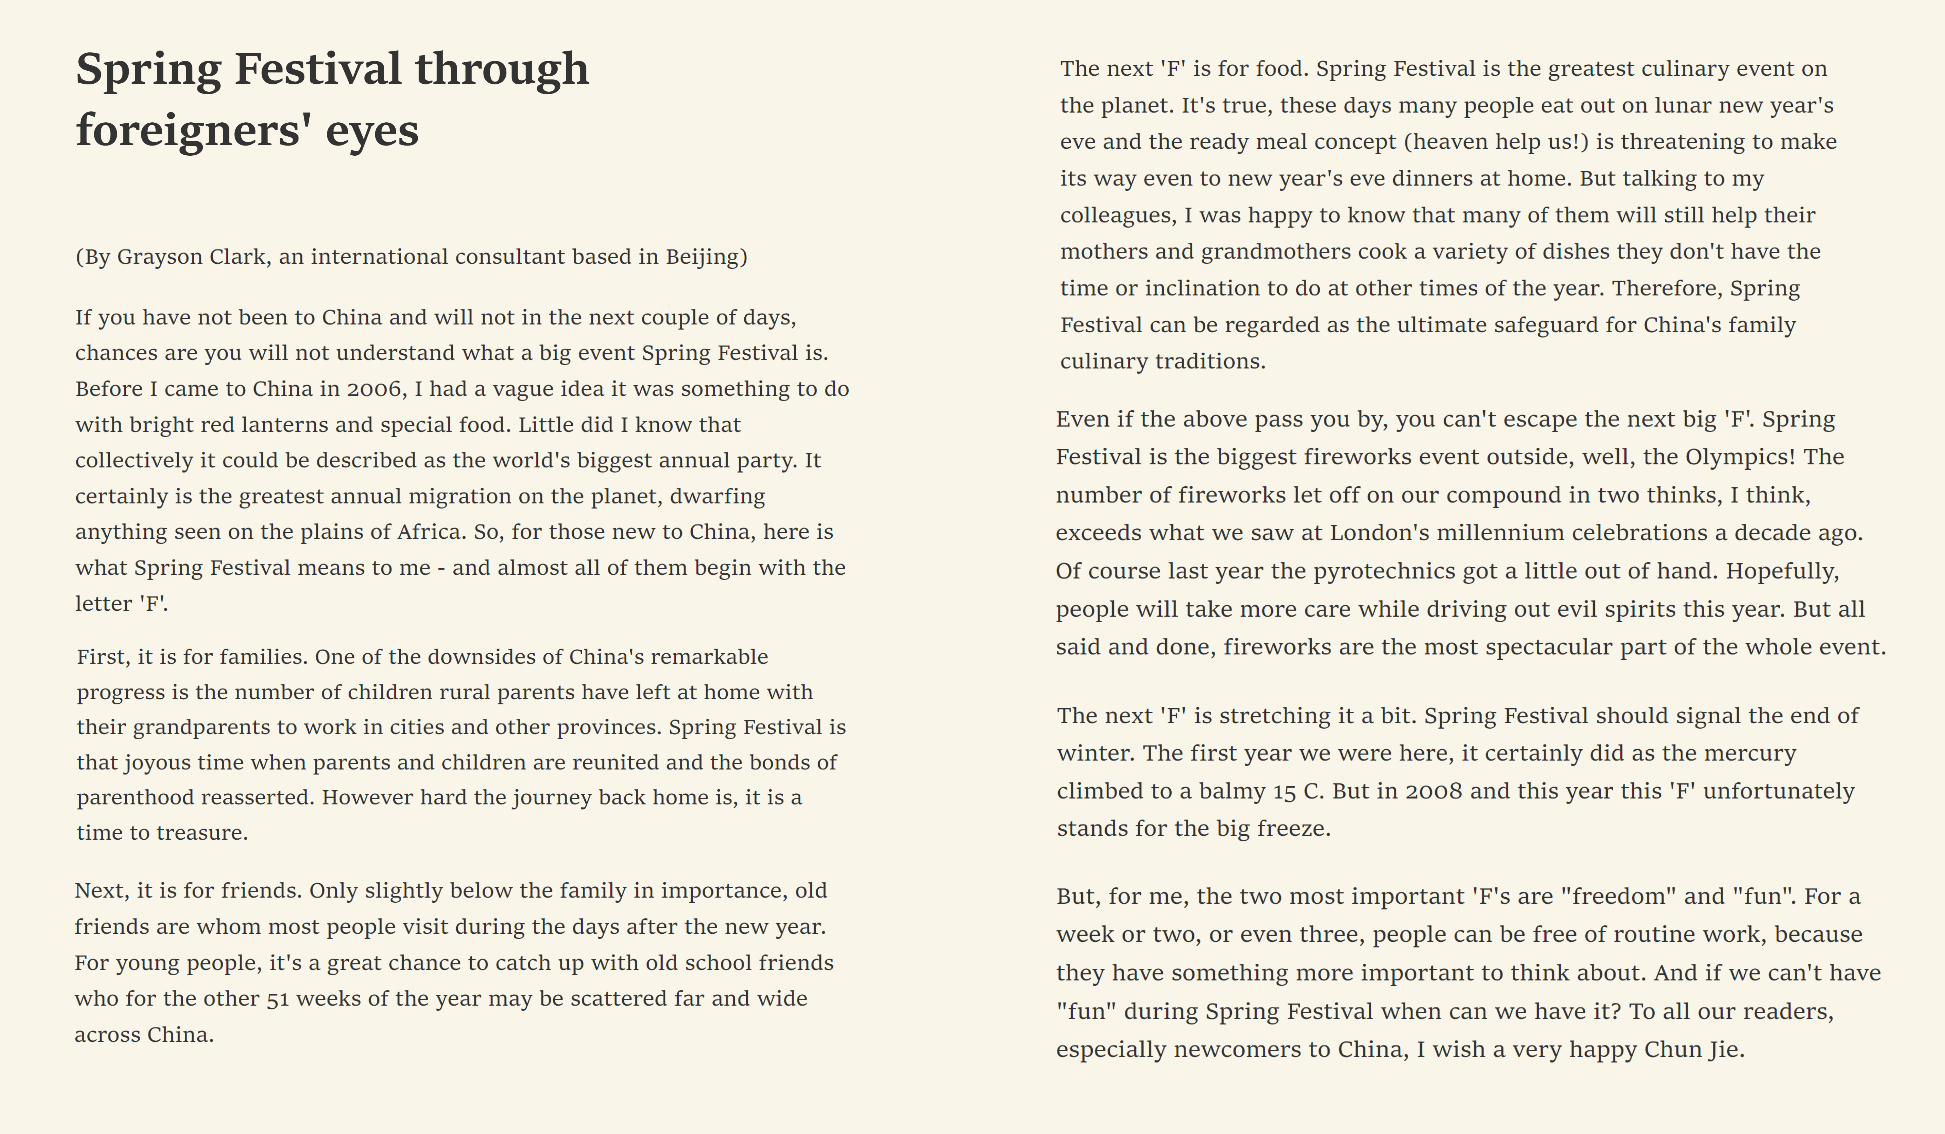 Spring Festival through
foreigners' eyes
(By Grayson Clark, an international consultant based in Beijing)
If you have not been to China and will not in the next couple of days,
chances are you will not understand what a big event Spring Festival is.
Before I came to China in 2006, I had a vague idea it was something to do
with bright red lanterns and special food. Little did I know that
collectively it could be described as the world's biggest annual party. It
certainly is the greatest annual migration on the planet, dwarfing
anything seen on the plains of Africa. So, for those new to China, here is
what Spring Festival means to me - and almost all of them begin with the
letter 'F'.
First, it is for families. One of the downsides of China's remarkable
progress is the number of children rural parents have left at home with
their grandparents to work in cities and other provinces. Spring Festival is
that joyous time when parents and children are reunited and the bonds of
parenthood reasserted. However hard the journey back home is, it is a
time to treasure.
Next, it is for friends. Only slightly below the family in importance, old
friends are whom most people visit during the days after the new year.
For young people, it's a great chance to catch up with old school friends
who for the other 51 weeks of the year may be scattered far and wide
across China.
The next 'F' is for food. Spring Festival is the greatest culinary event on
the planet. It's true, these days many people eat out on lunar new year's
eve and the ready meal concept (heaven help us!) is threatening to make
its way even to new year's eve dinners at home. But talking to my
colleagues, I was happy to know that many of them will still help their
mothers and grandmothers cook a variety of dishes they don't have the
time or inclination to do at other times of the year. Therefore, Spring
Festival can be regarded as the ultimate safeguard for China's family
culinary traditions.
Even if the above pass you by, you can't escape the next big 'F'. Spring
Festival is the biggest fireworks event outside, well, the Olympics! The
number of fireworks let off on our compound in two thinks, I think,
exceeds what we saw at London's millennium celebrations a decade ago.
Of course last year the pyrotechnics got a little out of hand. Hopefully,
people will take more care while driving out evil spirits this year. But all
said and done, fireworks are the most spectacular part of the whole event.
The next 'F' is stretching it a bit. Spring Festival should signal the end of
winter. The first year we were here, it certainly did as the mercury
climbed to a balmy 15 C. But in 2008 and this year this 'F' unfortunately
stands for the big freeze.
But, for me, the two most important 'F's are "freedom" and "fun". For a
week or two, or even three, people can be free of routine work, because
they have something more important to think about. And if we can't have
"fun" during Spring Festival when can we have it? To all our readers,
especially newcomers to China, I wish a very happy Chun Jie.